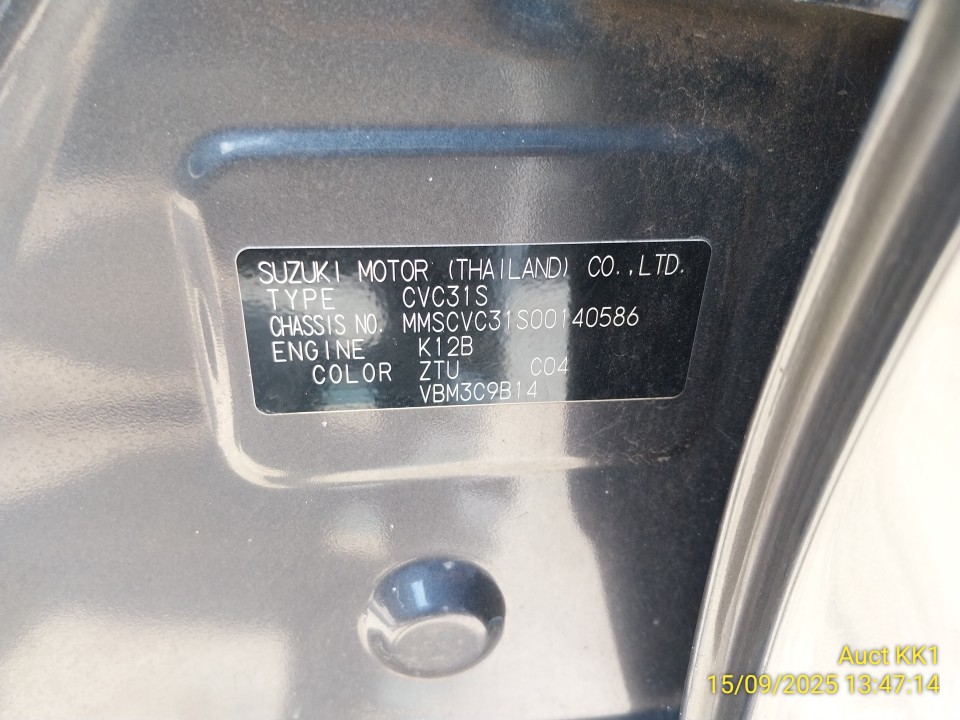 SUZUKI MOTOR (THAILAND) CO.,LTD.
TYPE CVC31S
CHASSIS NO. MMSCVC31S00140586
ENGINE K12B
COLOR ZTU C04
VBM3C9B14
Auct KK1
15/09/2025 13:47:14